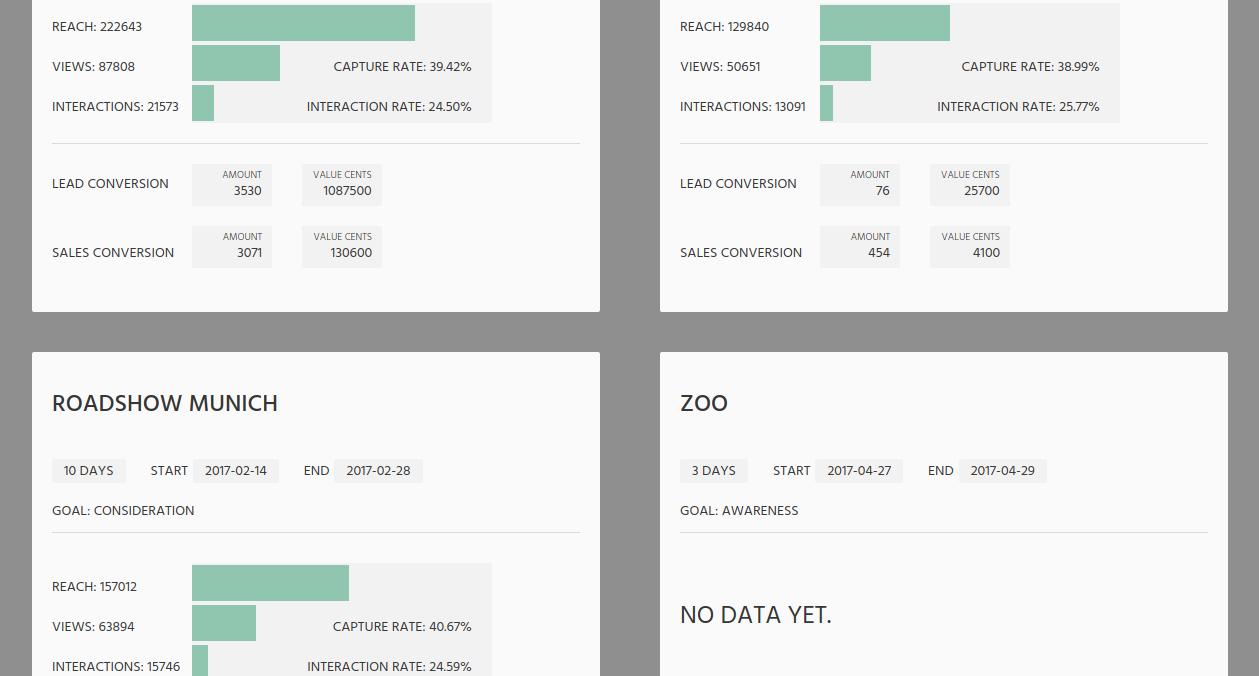 REACH: 222643
VIEWS: 87808
CAPTURE RATE: 39.42%
INTERACTIONS: 21573
INTERACTION RATE: 24.50%
LEAD CONVERSION
AMOUNT
3530
VALUE CENTS
1087500
SALES CONVERSION
AMOUNT
3071
VALUE CENTS
130600
REACH: 129840
VIEWS: 50651
CAPTURE RATE: 38.99%
INTERACTIONS: 13091
INTERACTION RATE: 25.77%
LEAD CONVERSION
AMOUNT
76
VALUE CENTS
25700
SALES CONVERSION
AMOUNT
454
VALUE CENTS
4100
ROADSHOW MUNICH
10 DAYS START 2017-02-14 END 2017-02-28
GOAL: CONSIDERATION
REACH: 157012
VIEWS: 63894
CAPTURE RATE: 40.67%
INTERACTIONS: 15746
INTERACTION RATE: 24.59%
ZOO
3 DAYS START 2017-04-27 END 2017-04-29
GOAL: AWARENESS
NO DATA YET.